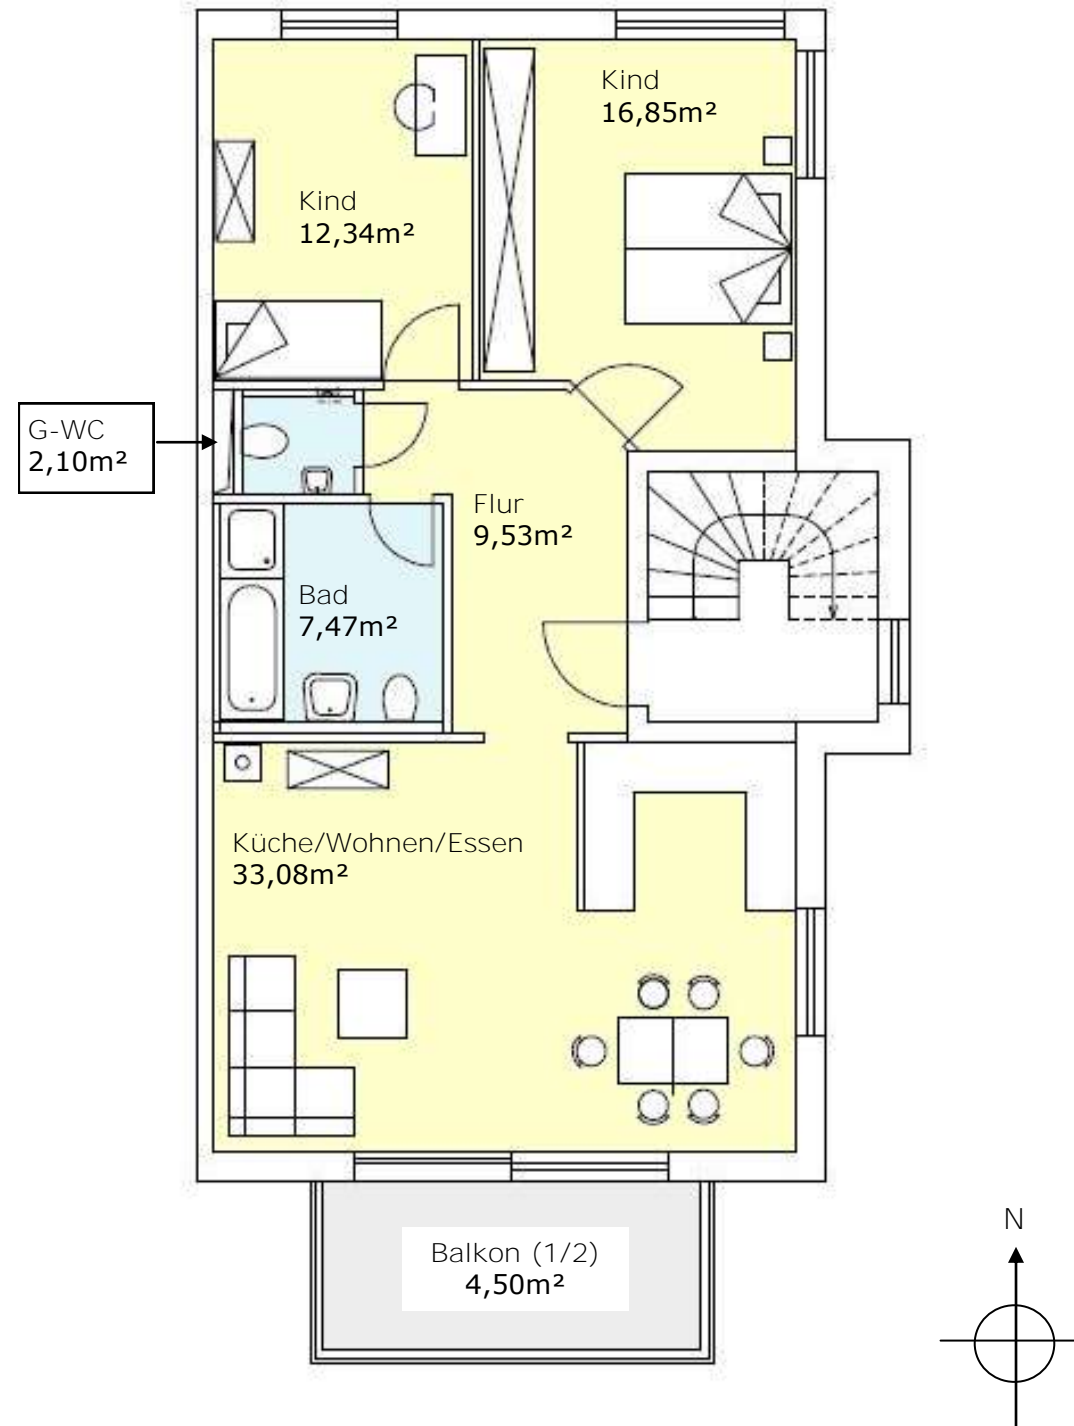 Kind
16,85m²
Kind
12,34m²
G-WC
2,10m²
Flur
9,53m²
Bad
7,47m²
Küche/Wohnen/Essen
33,08m²
Balkon (1/2)
4,50m²
N